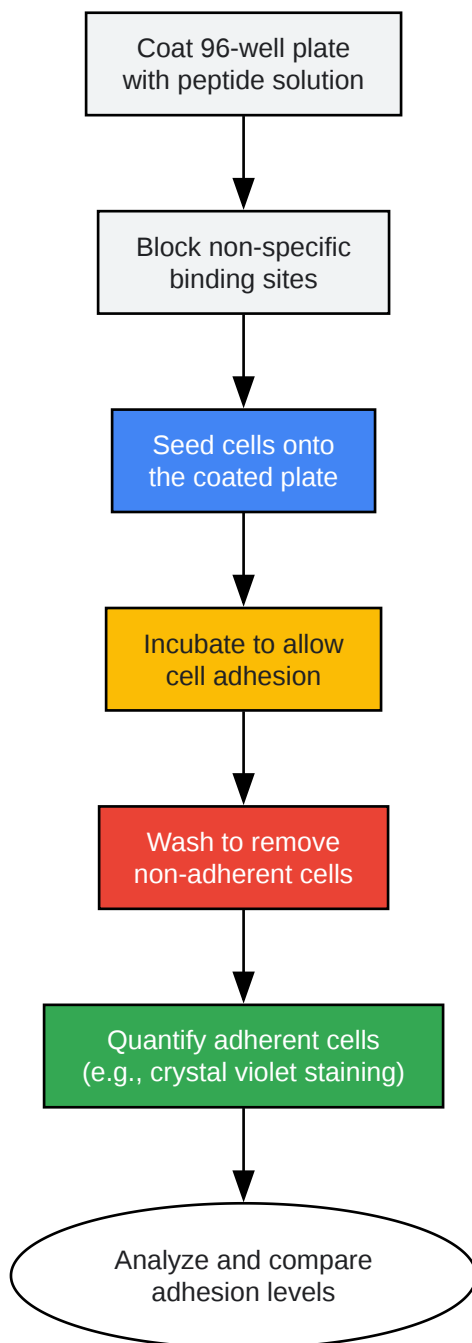 Coat 96-well plate
with peptide solution
Block non-specific
binding sites
Seed cells onto
the coated plate
Incubate to allow
cell adhesion
Wash to remove
non-adherent cells
Quantify adherent cells
(e.g., crystal violet staining)
Analyze and compare
adhesion levels